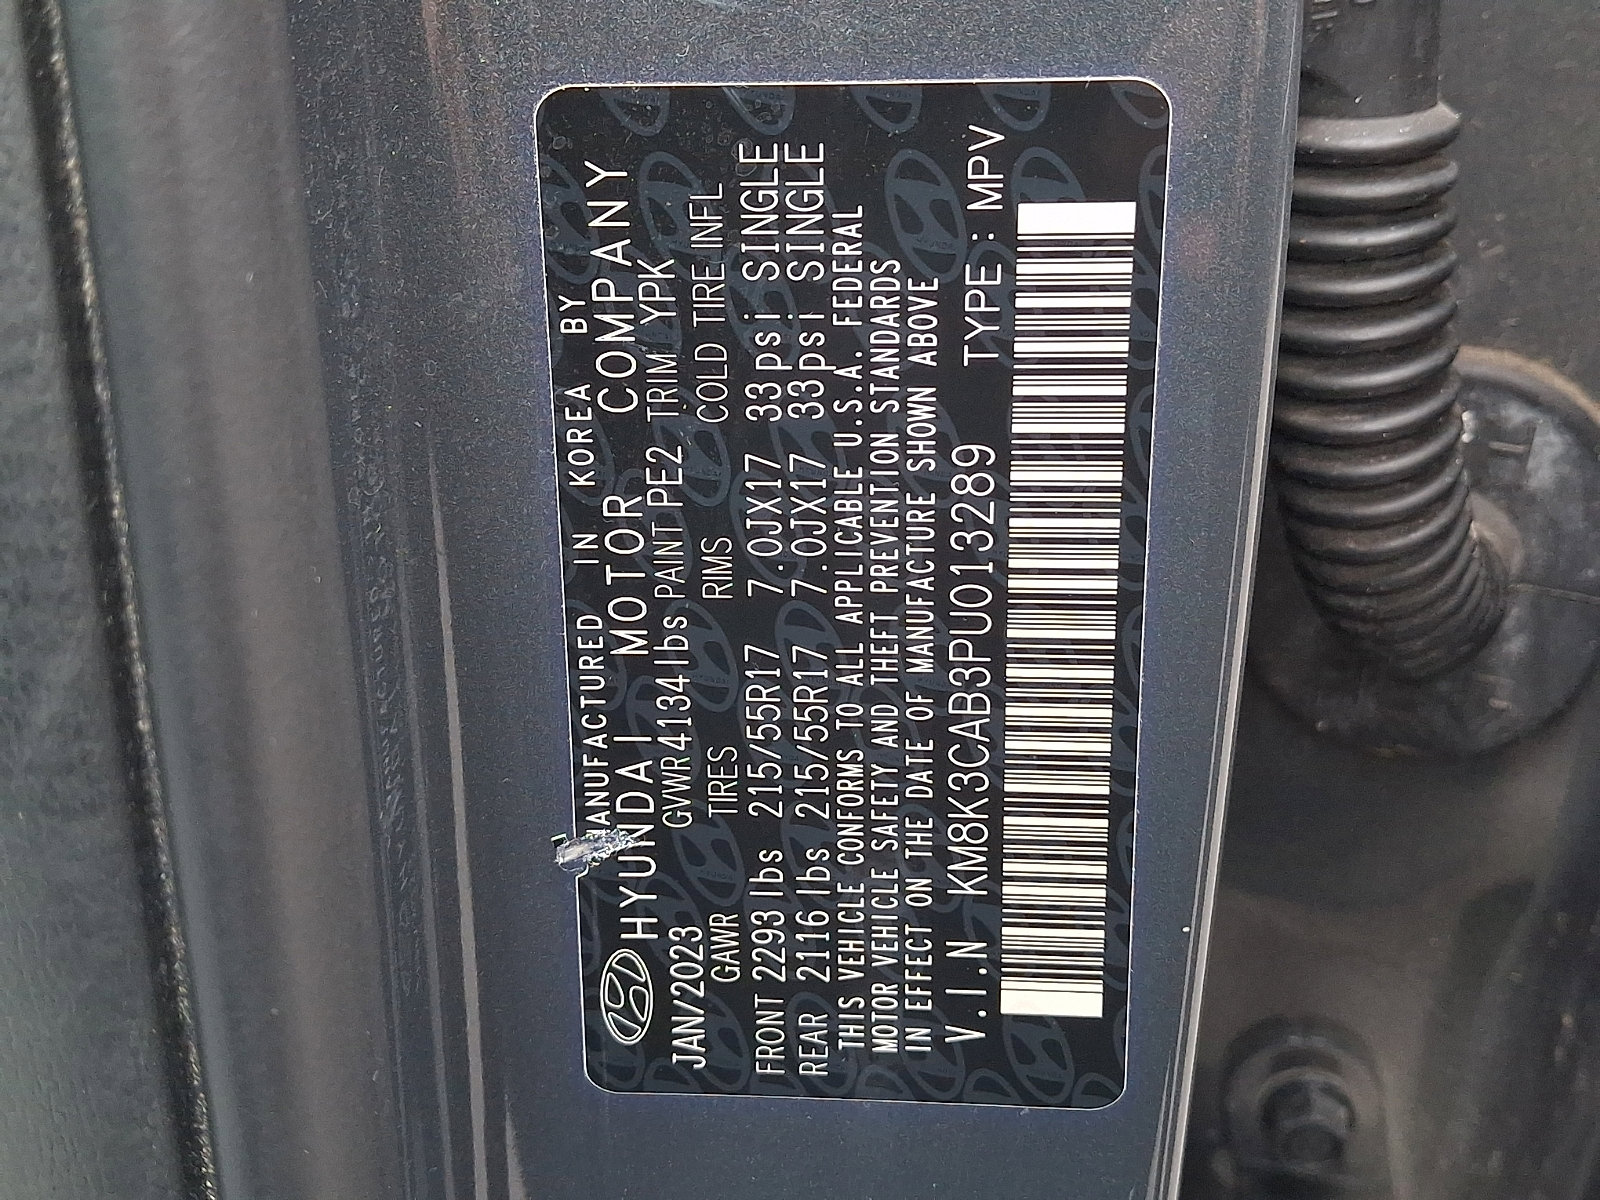 MANUFACTURED IN KOREA BY
HYUNDAI MOTOR COMPANY
JAN/2023 GVWR 4134 lbs PAINT PE2 TRIM YPK
GAWR TIRES RIMS COLD TIRE INFL
FRONT 2293 lbs 215/55R17 7.0JX17 33psi SINGLE
REAR 2116 lbs 215/55R17 7.0JX17 33psi SINGLE
THIS VEHICLE CONFORMS TO ALL APPLICABLE U.S.A. FEDERAL
MOTOR VEHICLE SAFETY AND THEFT PREVENTION STANDARDS
IN EFFECT ON THE DATE OF MANUFACTURE SHOWN ABOVE
V.I.N KM8K3CAB3PU013289 TYPE: MPV